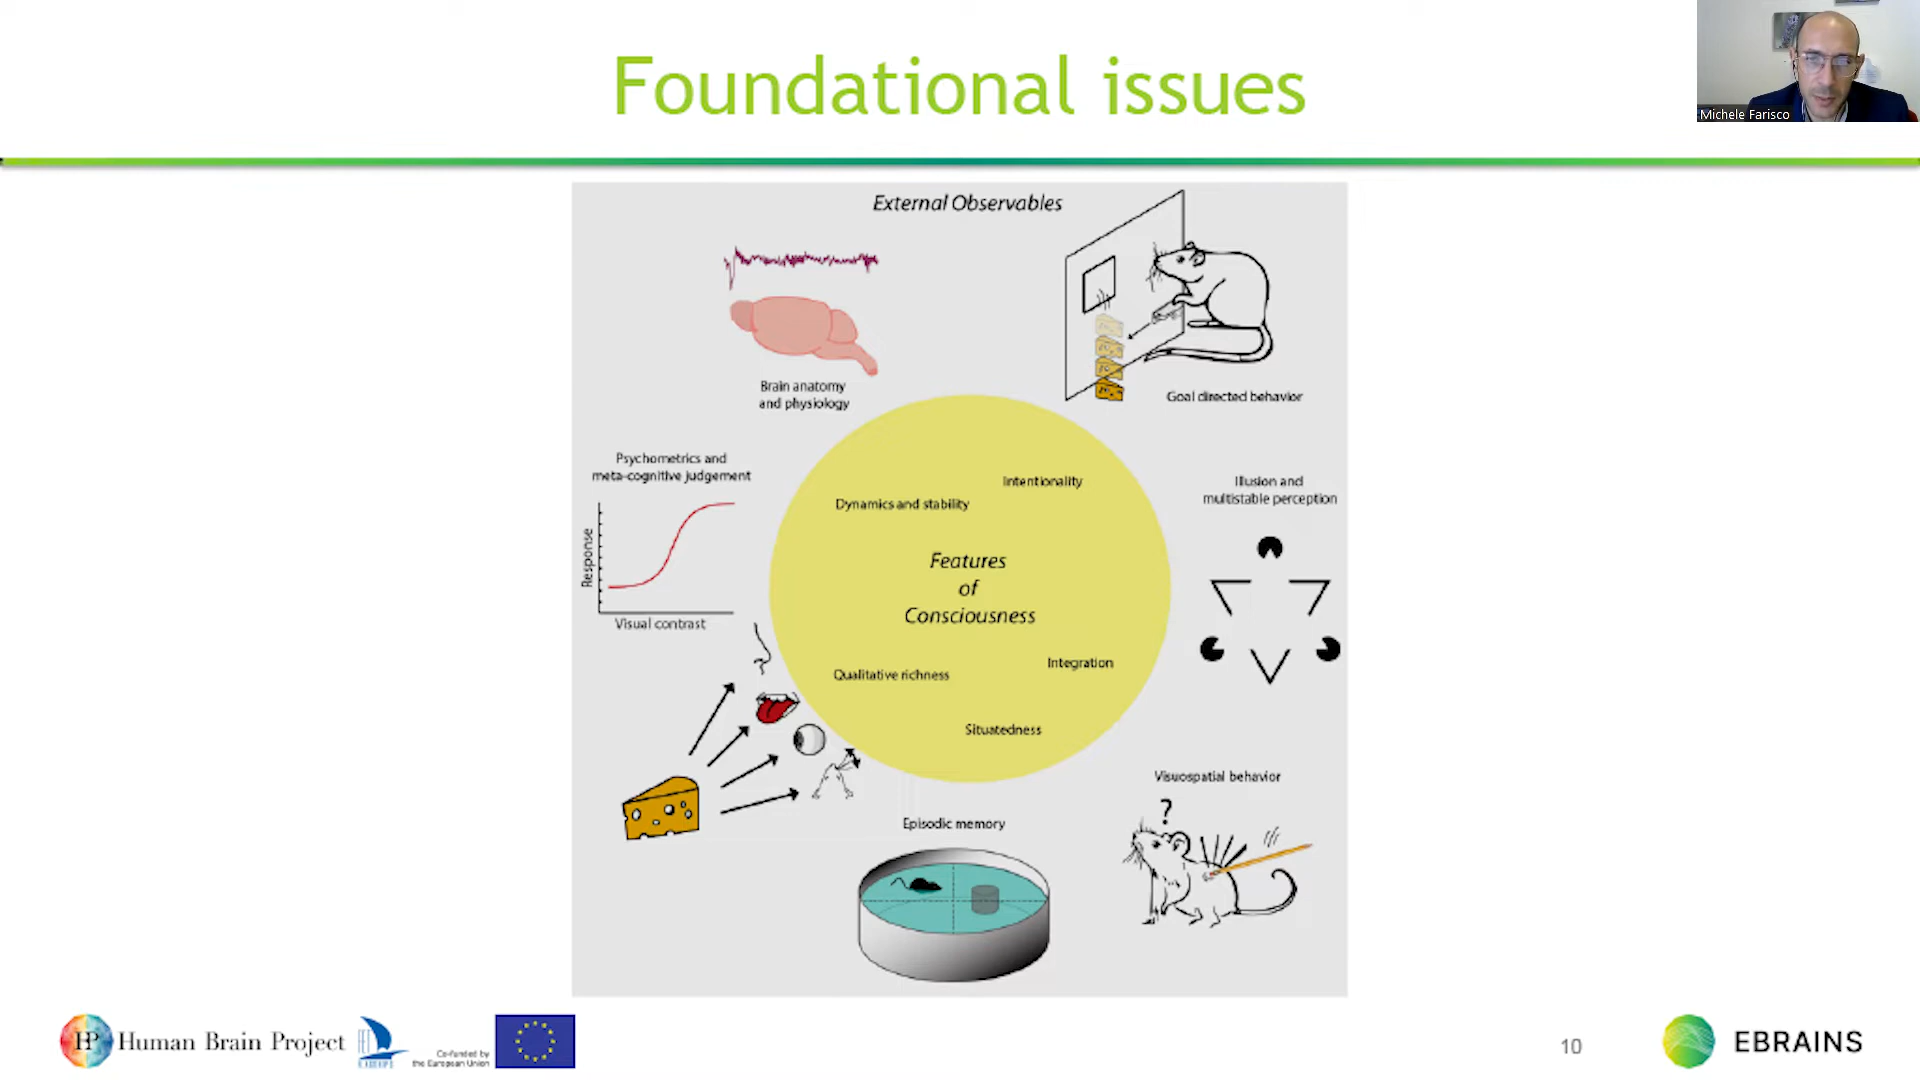 Foundational issues
Michele Farisco
External Observables
Brain anatomy
and physiology
Goal directed behavior
Psychometrics and
meta-cognitive judgement
Response
Visual contrast
Illusion and
multistable perception
Intentionality
Dynamics and stability
Features
of
Consciousness
Qualitative richness
Integration
Situatedness
Visuospatial behavior
?
Episodic memory
HP Human Brain Project
Co-funded by
the European Union
10
EBRAINS